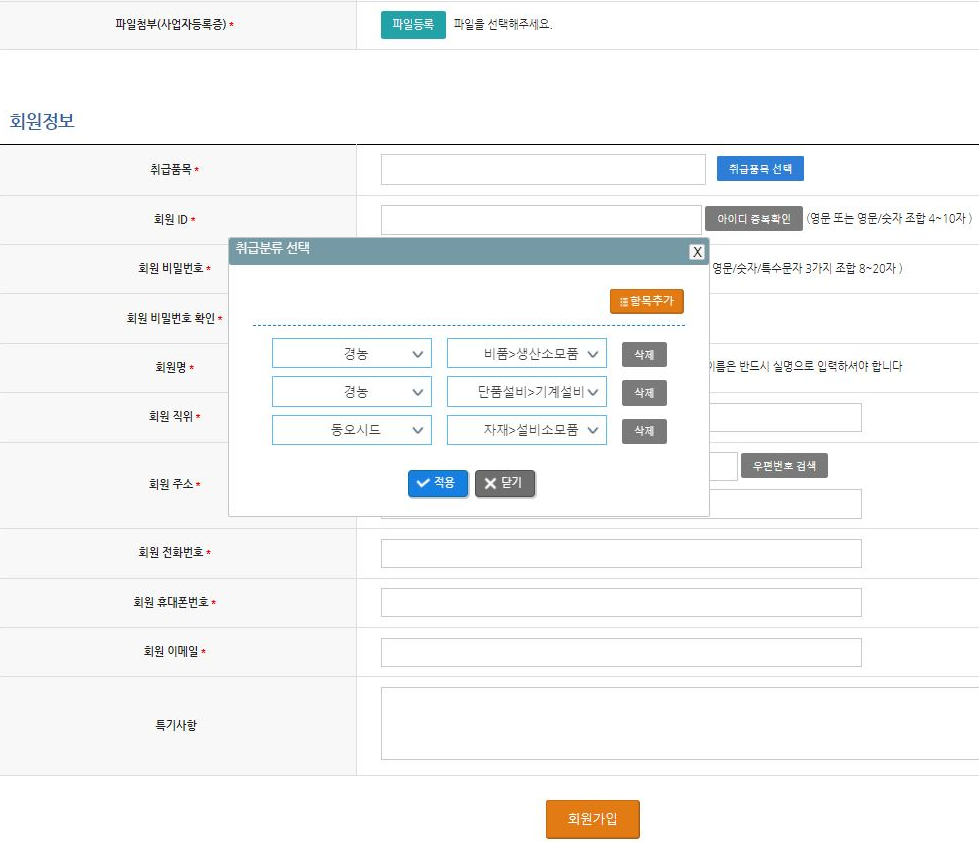 파일첨부(사업자등록증) *
파일등록 파일을 선택해주세요.
회원정보
취급품목 *
취급품목 선택
회원 ID *
아이디 중복확인 (영문 또는 영문/숫자 조합 4~10자 )
취급분류 선택 X
회원 비밀번호 *
영문/숫자/특수문자 3가지 조합 8~20자 )
항목추가
회원 비밀번호 확인 *
경농 비품>생산소모품 삭제
회원명 *
이름은 반드시 실명으로 입력하셔야 합니다
경농 단품설비>기계설비 삭제
회원 직위 *
동오시드 자재>설비소모품 삭제
우편번호 검색
회원 주소 *
적용 닫기
회원 전화번호 *
회원 휴대폰번호 *
회원 이메일 *
특기사항
회원가입